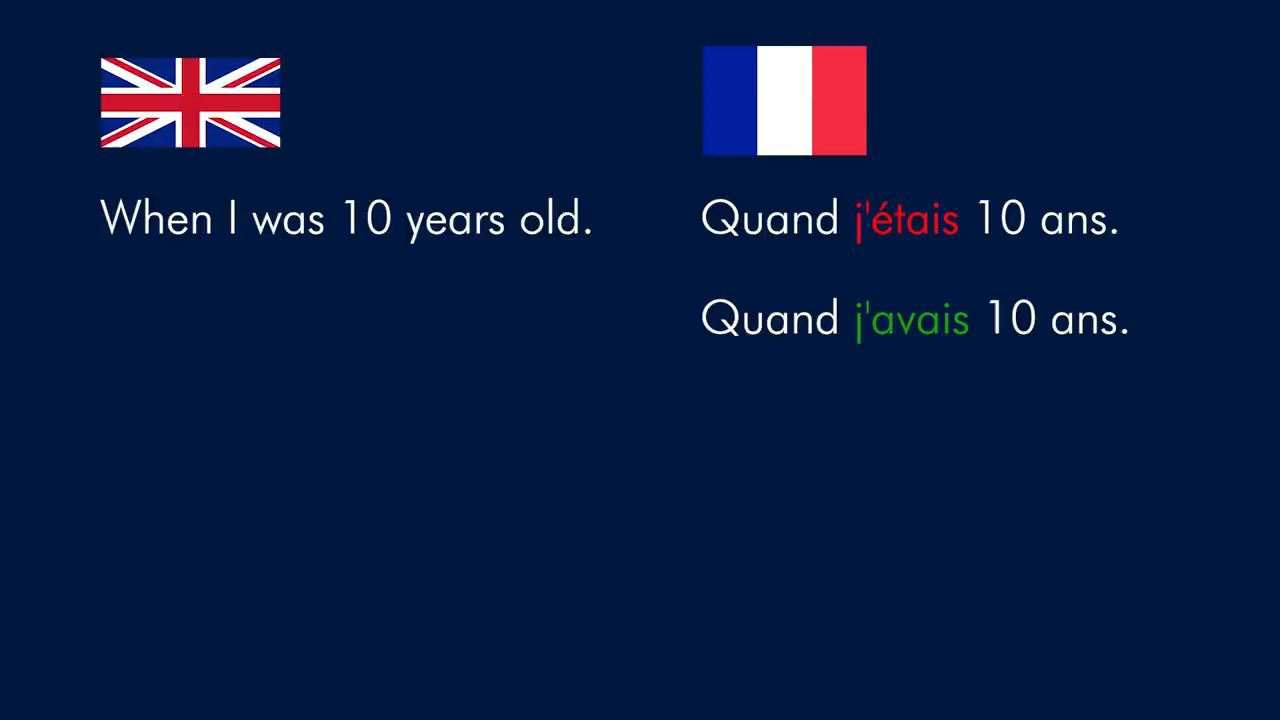 When I was 10 years old.
Quand j'étais 10 ans.
Quand j'avais 10 ans.